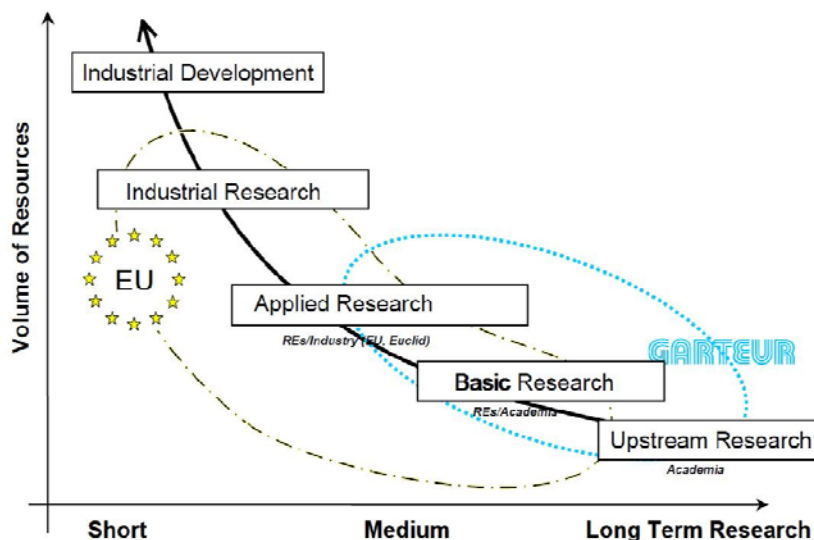 Volume of Resources
Industrial Development
Industrial Research
EU
Applied Research
REs/Industry (EU, Euclid)
GARTEUR
Basic Research
REs/Academia
Upstream Research
Academia
Short
Medium
Long Term Research